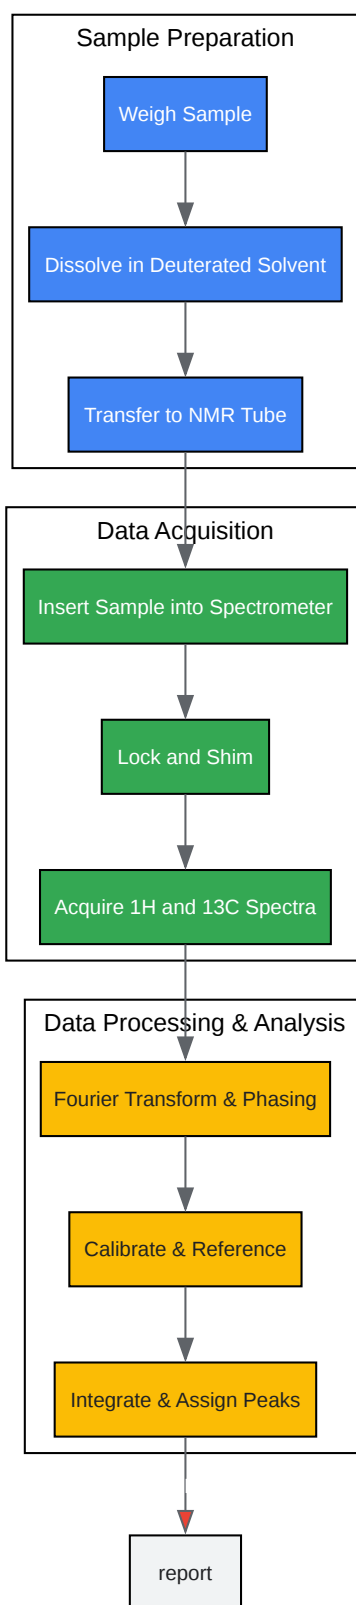 Sample Preparation
Weigh Sample
Dissolve in Deuterated Solvent
Transfer to NMR Tube
Data Acquisition
Insert Sample into Spectrometer
Lock and Shim
Acquire 1H and 13C Spectra
Data Processing & Analysis
Fourier Transform & Phasing
Calibrate & Reference
Integrate & Assign Peaks
report